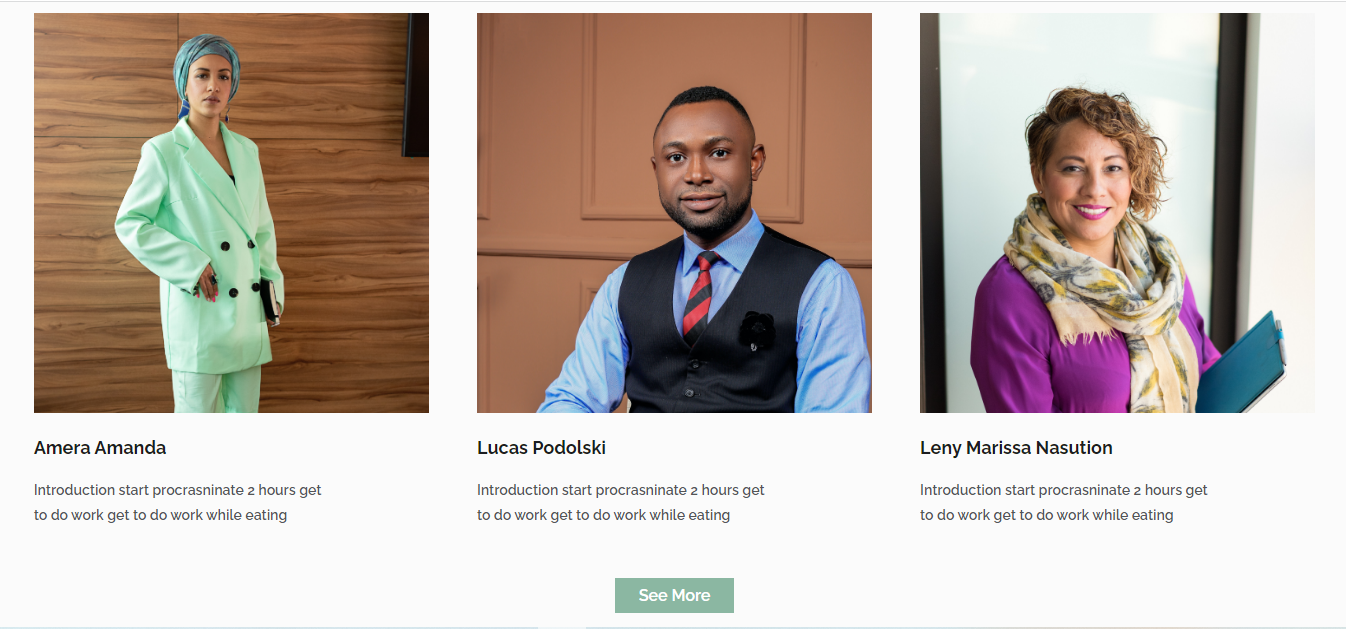 Amera Amanda
Introduction start procrasninate 2 hours get
to do work get to do work while eating
Lucas Podolski
Introduction start procrasninate 2 hours get
to do work get to do work while eating
Leny Marissa Nasution
Introduction start procrasninate 2 hours get
to do work get to do work while eating
See More